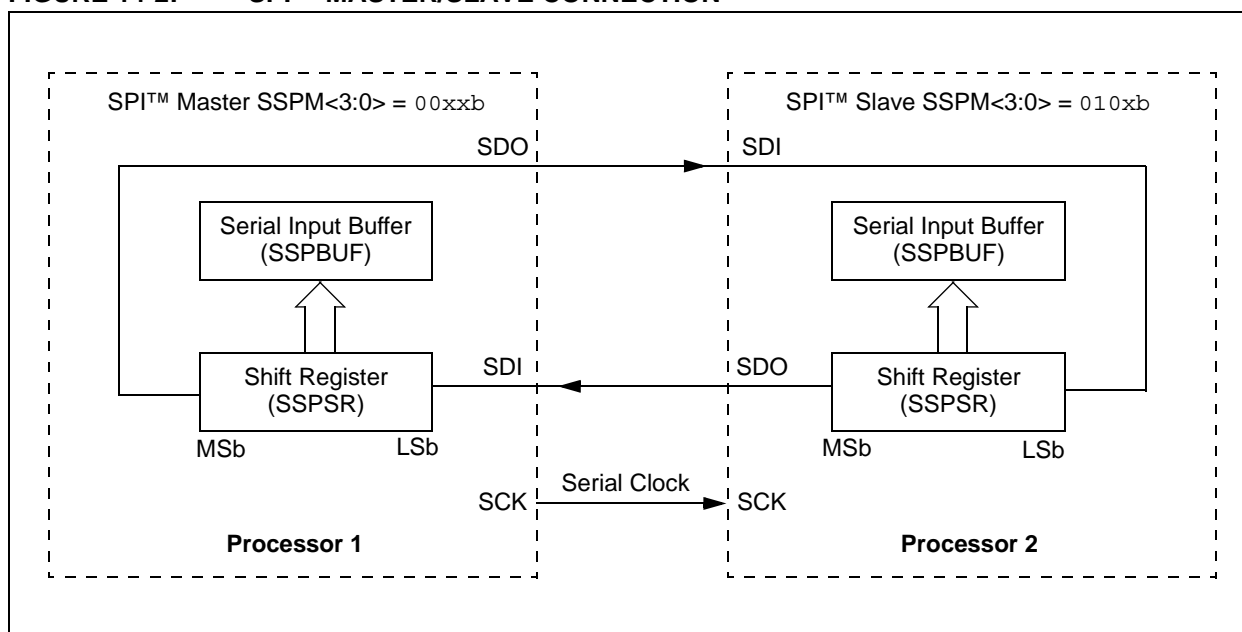 SPI™ Master SSPM<3:0> = 00xxb
SDO
Serial Input Buffer
(SSPBUF)
Shift Register
(SSPSR)
MSb
LSb
SDI
SCK
Processor 1
Serial Clock
SPI™ Slave SSPM<3:0> = 010xb
SDI
Serial Input Buffer
(SSPBUF)
SDO
Shift Register
(SSPSR)
MSb
LSb
SCK
Processor 2